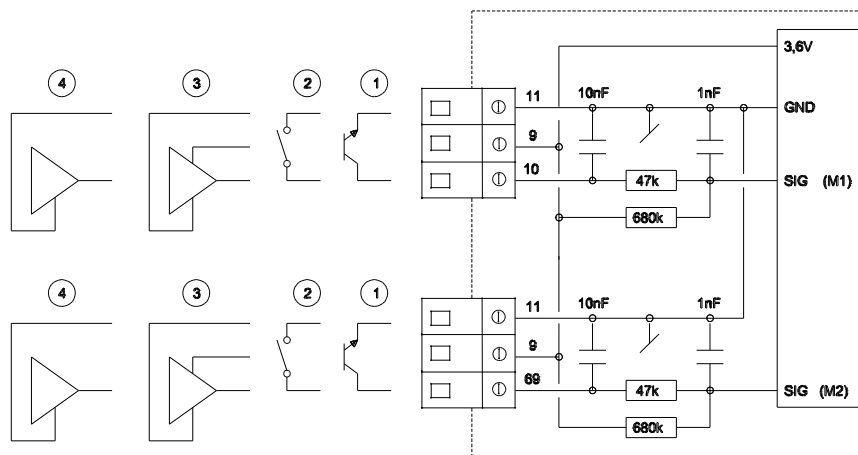 3,6V
4 3 2 1
11 10nF 1nF GND
9
10 47k SIG (M1)
680k
4 3 2 1
11 10nF 1nF
9
69 47k SIG (M2)
680k